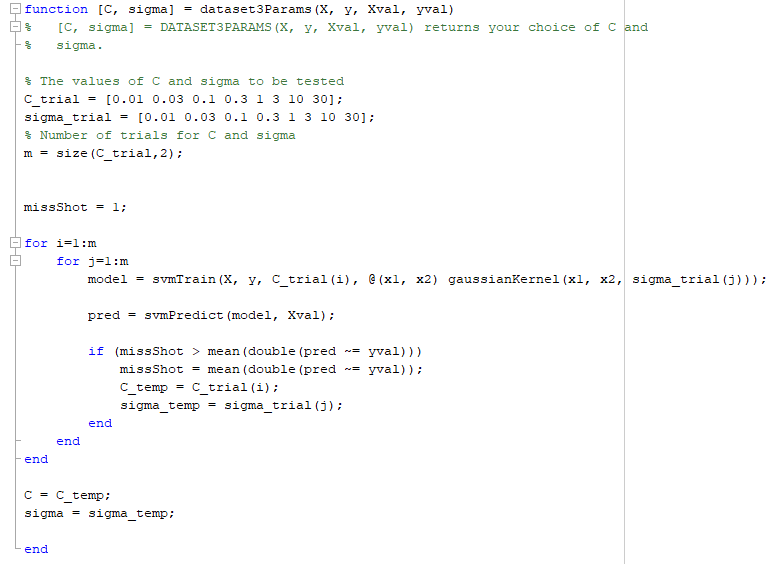 function [C, sigma] = dataset3Params(X, y, Xval, yval)
%   [C, sigma] = DATASET3PARAMS(X, y, Xval, yval) returns your choice of C and
%   sigma.
% The values of C and sigma to be tested
C_trial = [0.01 0.03 0.1 0.3 1 3 10 30];
sigma_trial = [0.01 0.03 0.1 0.3 1 3 10 30];
% Number of trials for C and sigma
m = size(C_trial,2);
missShot = 1;
for i=1:m
    for j=1:m
        model = svmTrain(X, y, C_trial(i), @(x1, x2) gaussianKernel(x1, x2, sigma_trial(j)));
        pred = svmPredict(model, Xval);
        if (missShot > mean(double(pred ~= yval)))
            missShot = mean(double(pred ~= yval));
            C_temp = C_trial(i);
            sigma_temp = sigma_trial(j);
        end
    end
end
C = C_temp;
sigma = sigma_temp;
end